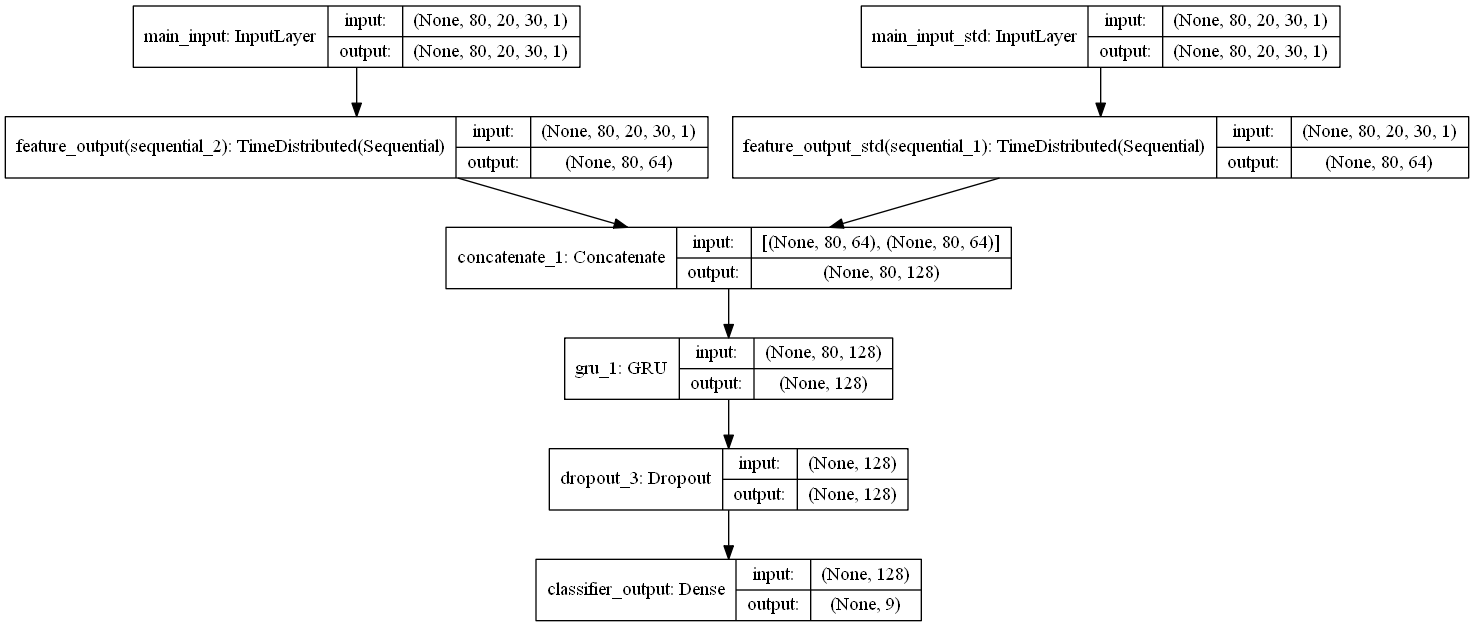 main_input: InputLayer
input: (None, 80, 20, 30, 1)
output: (None, 80, 20, 30, 1)
main_input_std: InputLayer
input: (None, 80, 20, 30, 1)
output: (None, 80, 20, 30, 1)
feature_output(sequential_2): TimeDistributed(Sequential)
input: (None, 80, 20, 30, 1)
output: (None, 80, 64)
feature_output_std(sequential_1): TimeDistributed(Sequential)
input: (None, 80, 20, 30, 1)
output: (None, 80, 64)
concatenate_1: Concatenate
input: [(None, 80, 64), (None, 80, 64)]
output: (None, 80, 128)
gru_1: GRU
input: (None, 80, 128)
output: (None, 128)
dropout_3: Dropout
input: (None, 128)
output: (None, 128)
classifier_output: Dense
input: (None, 128)
output: (None, 9)